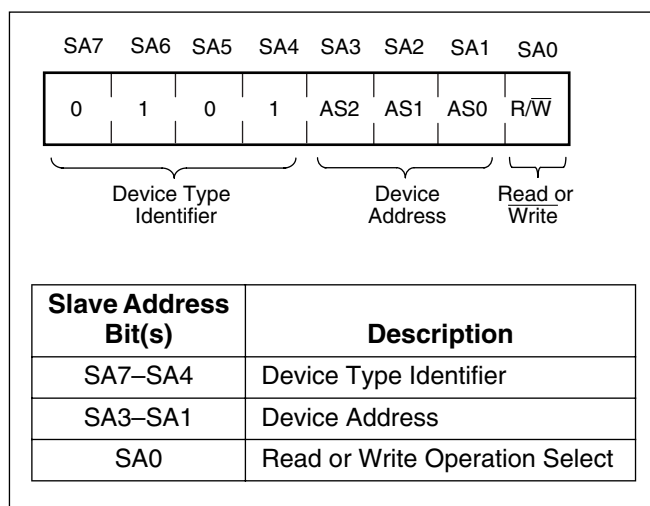 SA7 SA6 SA5 SA4 SA3 SA2 SA1 SA0
0 1 0 1 AS2 AS1 AS0 R/W̅
Device Type Device Read or
Identifier Address W̅r̅i̅t̅e̅
Slave Address
Bit(s) Description
SA7–SA4 Device Type Identifier
SA3–SA1 Device Address
SA0 Read or Write Operation Select